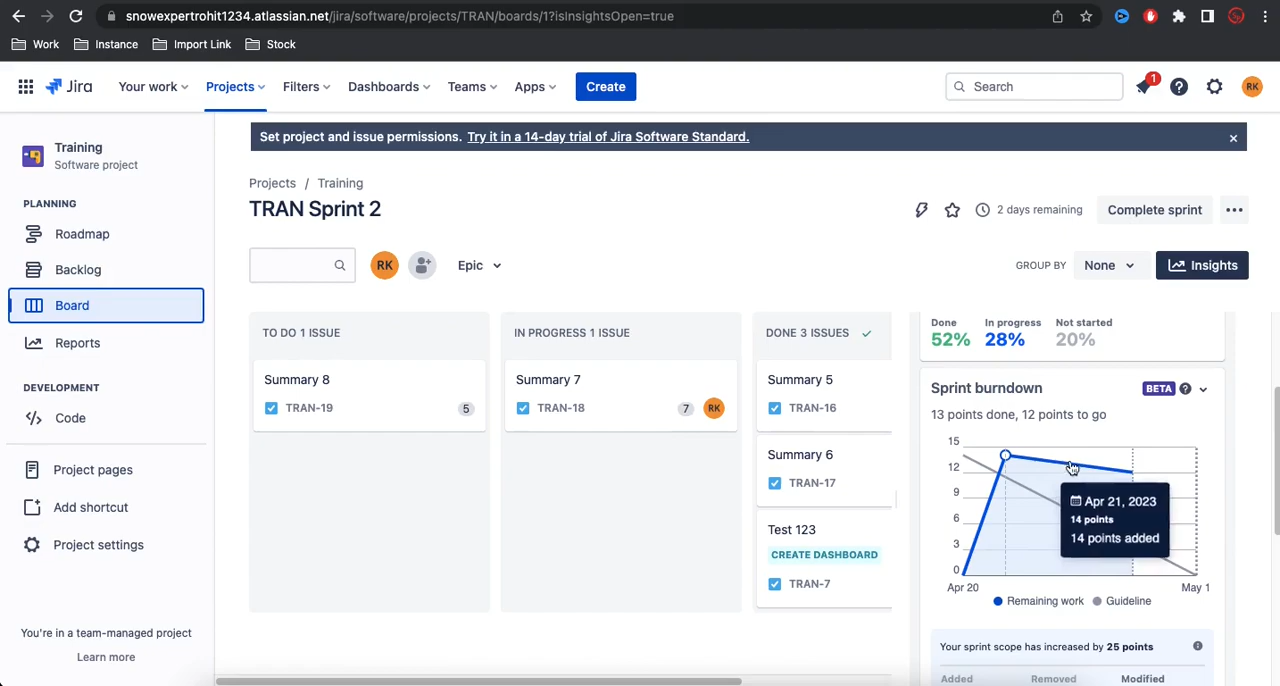 snowexpertrohit1234.atlassian.net/jira/software/projects/TRAN/boards/1?isInsightsOpen=true
Work Instance Import Link Stock
Jira Your work Projects Filters Dashboards Teams Apps Create Search 1 RK
Training
Software project
PLANNING
Roadmap
Backlog
Board
Reports
DEVELOPMENT
Code
Project pages
Add shortcut
Project settings
You're in a team-managed project
Learn more
Set project and issue permissions. Try it in a 14-day trial of Jira Software Standard.
Projects / Training
TRAN Sprint 2
2 days remaining Complete sprint
RK Epic GROUP BY None Insights
TO DO 1 ISSUE
Summary 8
TRAN-19 5
IN PROGRESS 1 ISSUE
Summary 7
TRAN-18 7 RK
DONE 3 ISSUES
Summary 5
TRAN-16
Summary 6
TRAN-17
Test 123
CREATE DASHBOARD
TRAN-7
Done In progress Not started
52% 28% 20%
Sprint burndown BETA
13 points done, 12 points to go
15
12
9
6
3
0
Apr 20 May 1
Apr 21, 2023
14 points
14 points added
Remaining work Guideline
Your sprint scope has increased by 25 points
Added Removed Modified